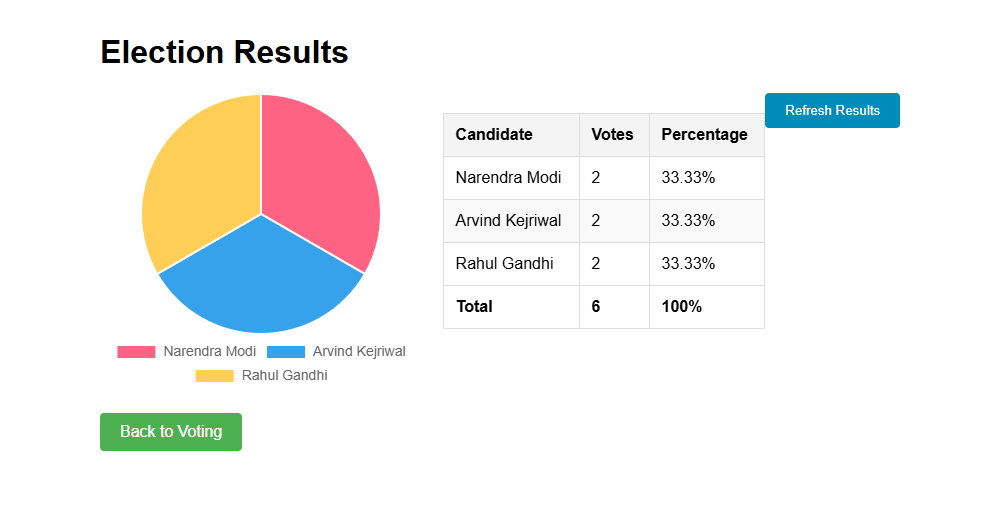 Election Results
Refresh Results
Candidate Votes Percentage
Narendra Modi 2 33.33%
Arvind Kejriwal 2 33.33%
Rahul Gandhi 2 33.33%
Total 6 100%
Narendra Modi Arvind Kejriwal
Rahul Gandhi
Back to Voting